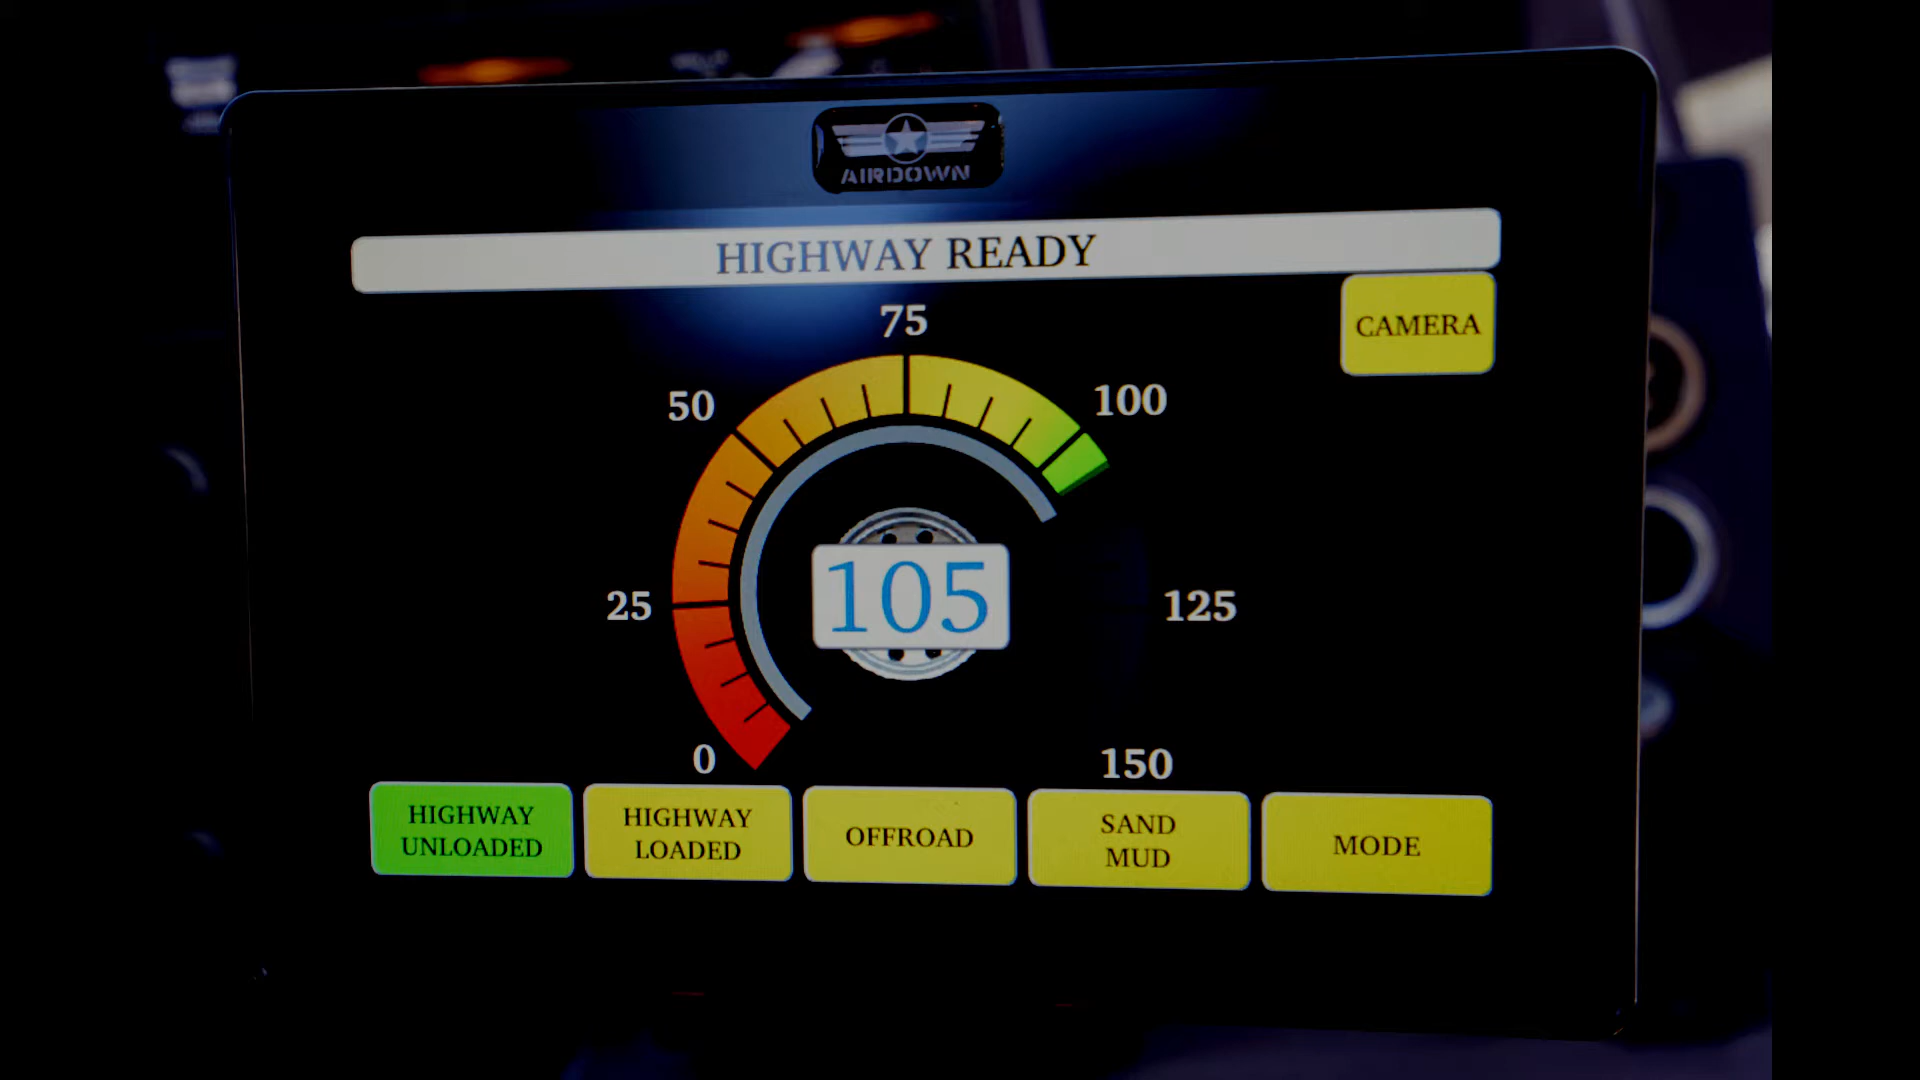 AIRDOWN
HIGHWAY READY
CAMERA
75
50
100
25
105
125
0
150
HIGHWAY
UNLOADED
HIGHWAY
LOADED
OFFROAD
SAND
MUD
MODE